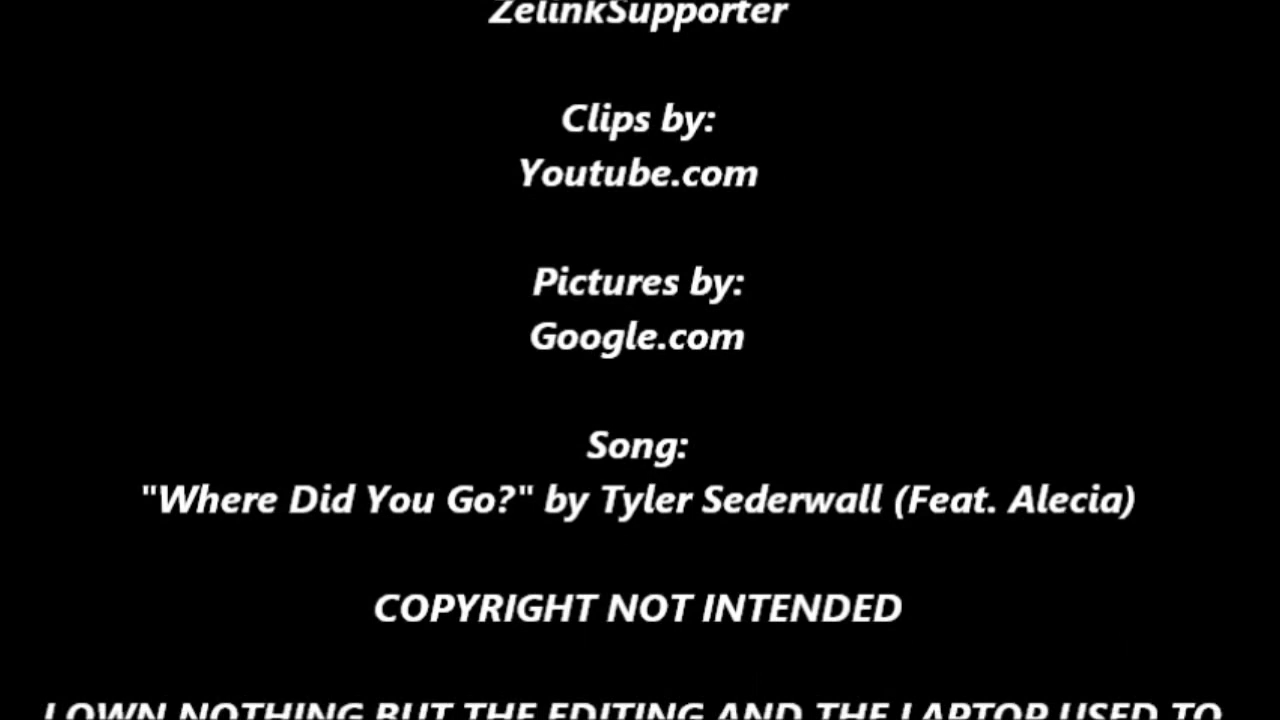 ZelinkSupporter
Clips by:
Youtube.com
Pictures by:
Google.com
Song:
"Where Did You Go?" by Tyler Sederwall (Feat. Alecia)
COPYRIGHT NOT INTENDED
I OWN NOTHING BUT THE EDITING AND THE LAPTOP USED TO